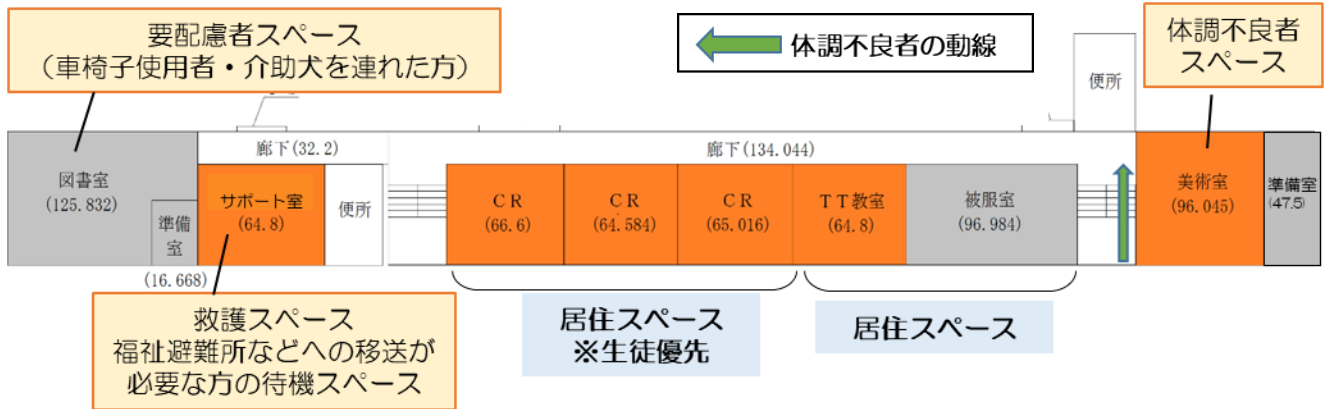 要配慮者スペース
（車椅子使用者・介助犬を連れた方）
体調不良者の動線
体調不良者
スペース
便所
廊下(32.2)
廊下(134.044)
図書室
(125.832)
準備
室
(16.668)
サポート室
(64.8)
便所
ＣＲ
(66.6)
ＣＲ
(64.584)
ＣＲ
(65.016)
ＴＴ教室
(64.8)
被服室
(96.984)
美術室
(96.045)
準備室
(47.5)
救護スペース
福祉避難所などへの移送が
必要な方の待機スペース
居住スペース
※生徒優先
居住スペース